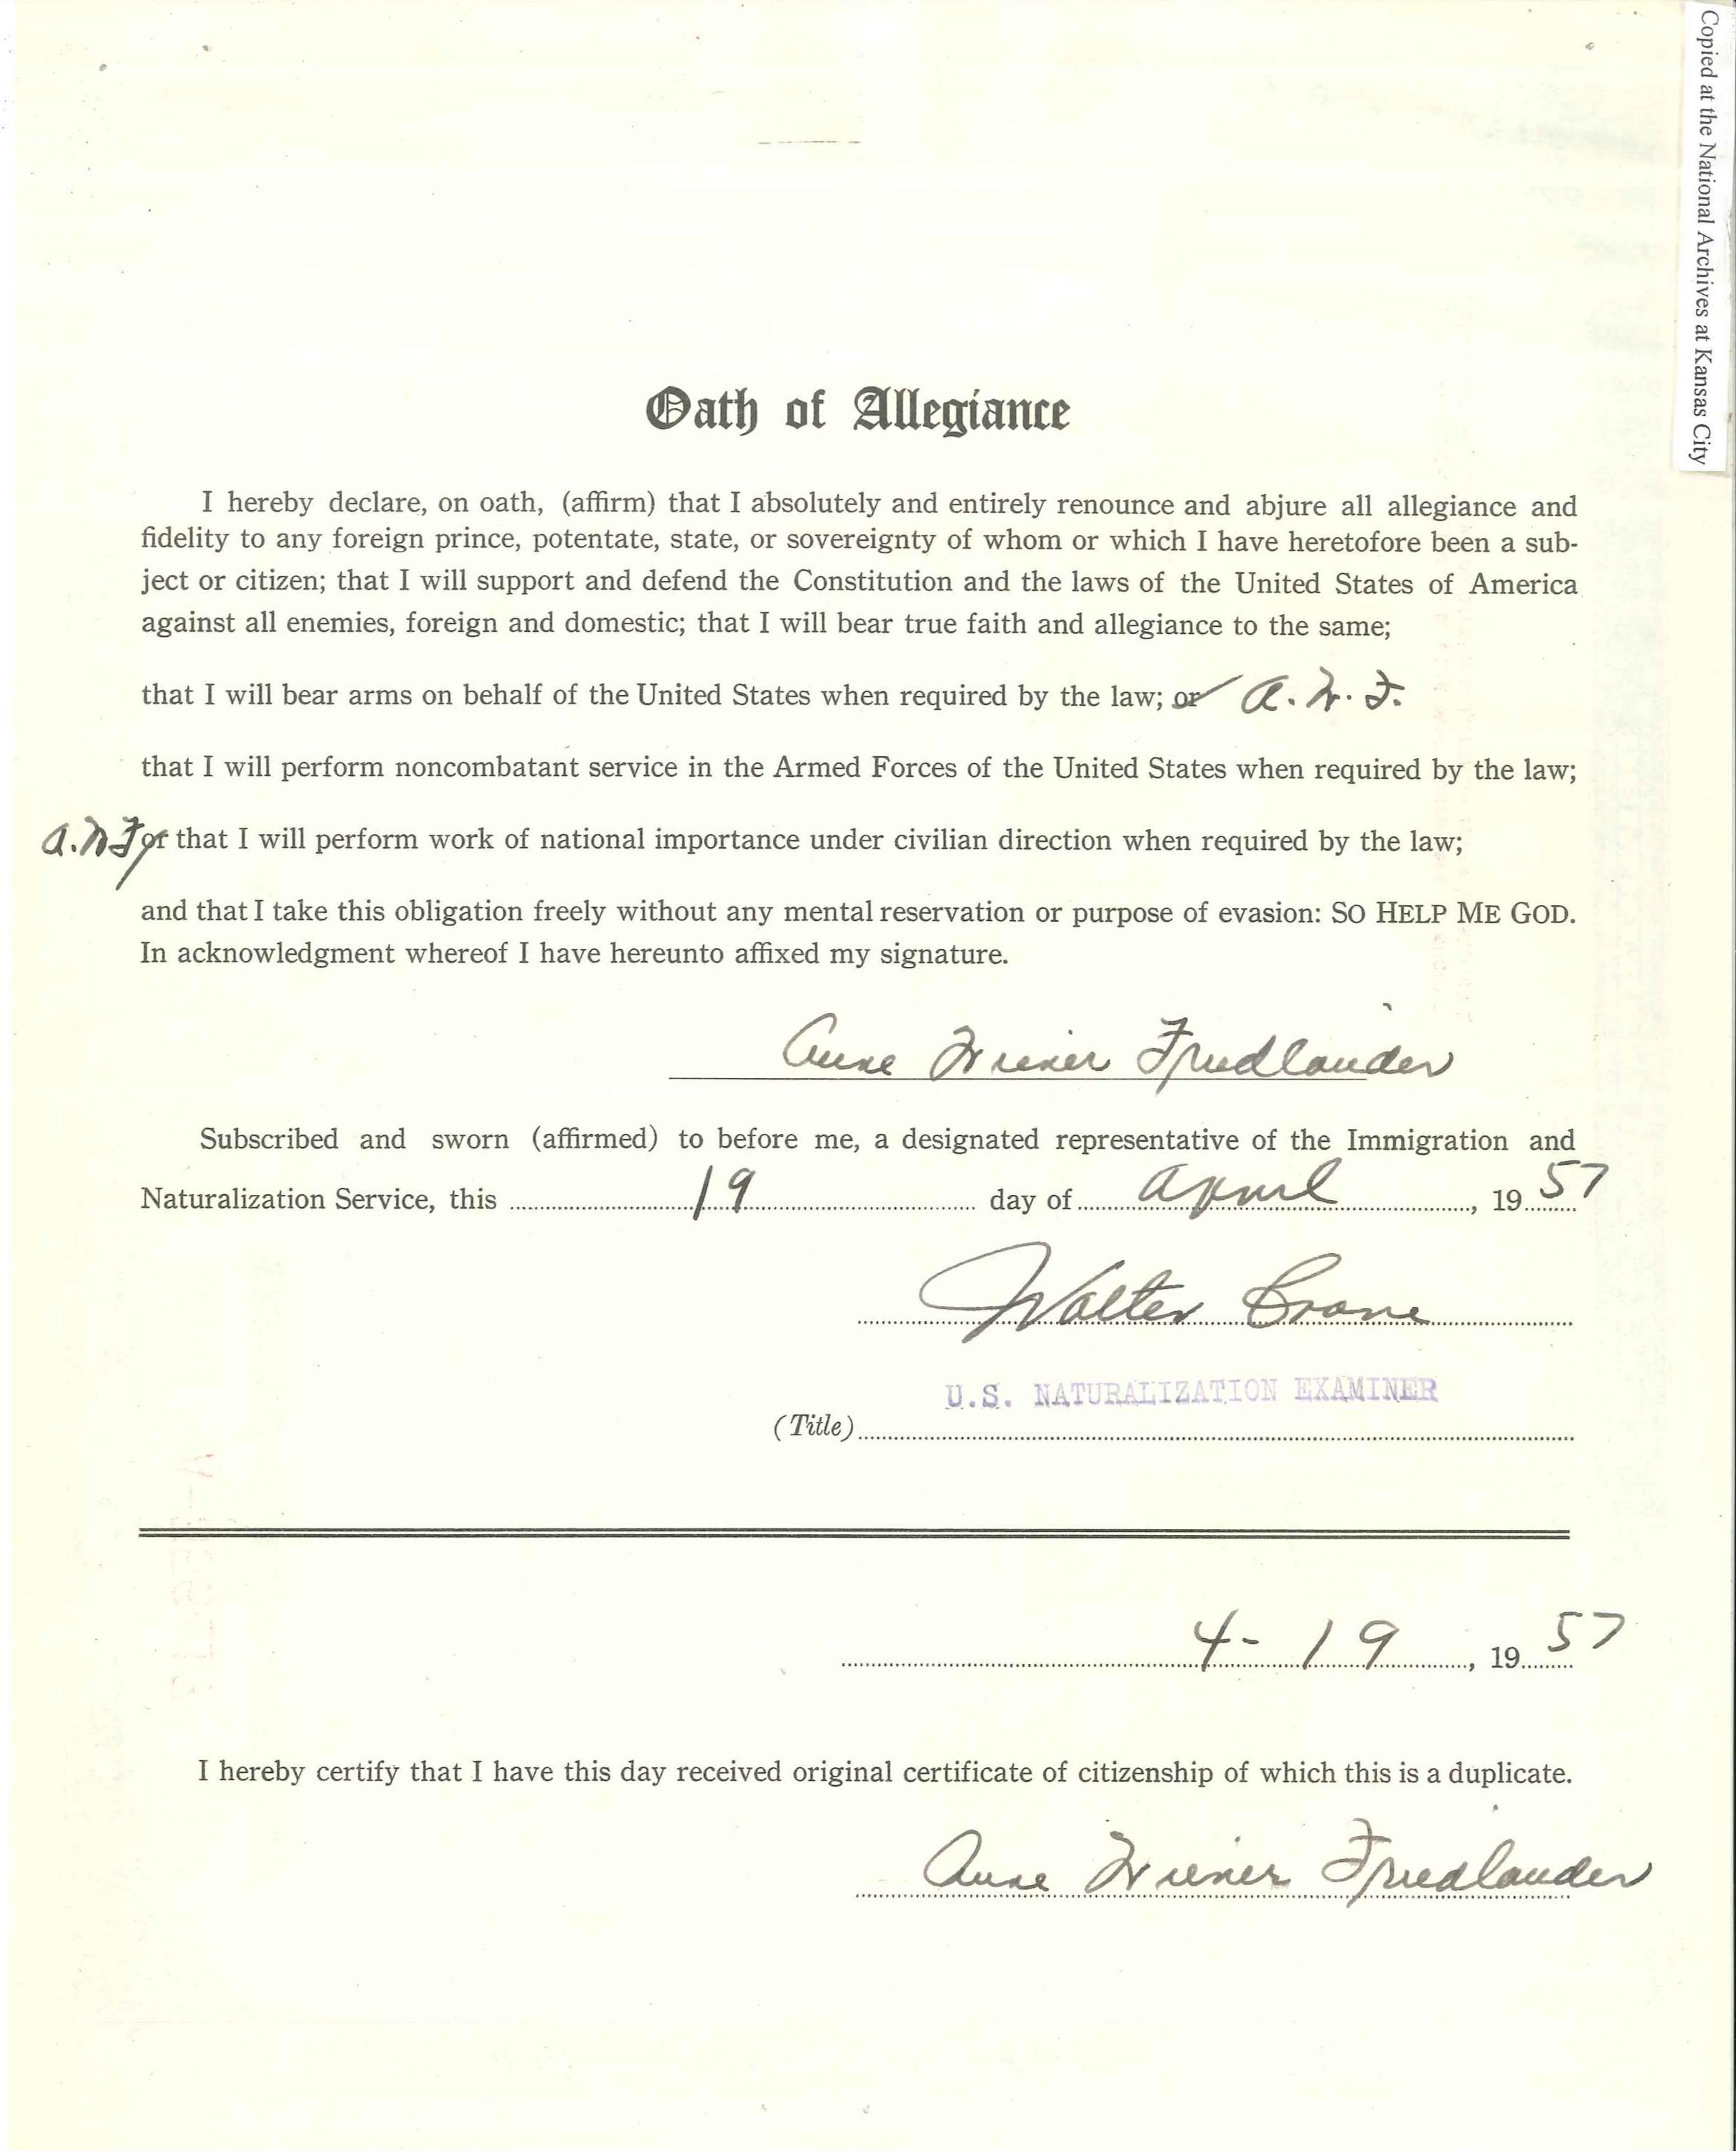 Copied at the National Archives at Kansas City
Oath of Allegiance
I hereby declare, on oath, (affirm) that I absolutely and entirely renounce and abjure all allegiance and
fidelity to any foreign prince, potentate, state, or sovereignty of whom or which I have heretofore been a sub-
ject or citizen; that I will support and defend the Constitution and the laws of the United States of America
against all enemies, foreign and domestic; that I will bear true faith and allegiance to the same;
that I will bear arms on behalf of the United States when required by the law; or A. W. F.
that I will perform noncombatant service in the Armed Forces of the United States when required by the law;
A. W F or that I will perform work of national importance under civilian direction when required by the law;
and that I take this obligation freely without any mental reservation or purpose of evasion: SO HELP ME GOD.
In acknowledgment whereof I have hereunto affixed my signature.
Anne Wiener Friedlander
Subscribed and sworn (affirmed) to before me, a designated representative of the Immigration and
Naturalization Service, this 19 day of April, 19 57
Walter Crane
U.S. NATURALIZATION EXAMINER
(Title)
4-19, 19 57
I hereby certify that I have this day received original certificate of citizenship of which this is a duplicate.
Anne Wiener Friedlander